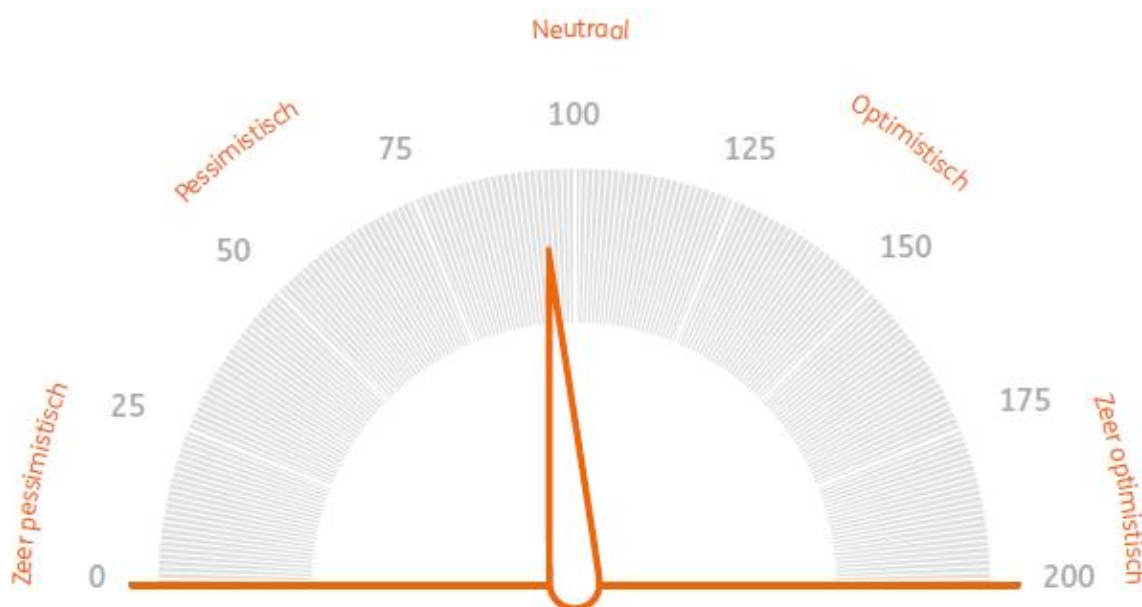 Neutraal
100
Pessimistisch
Optimistisch
75
125
50
150
25
175
Zeer pessimistisch
Zeer optimistisch
0
200